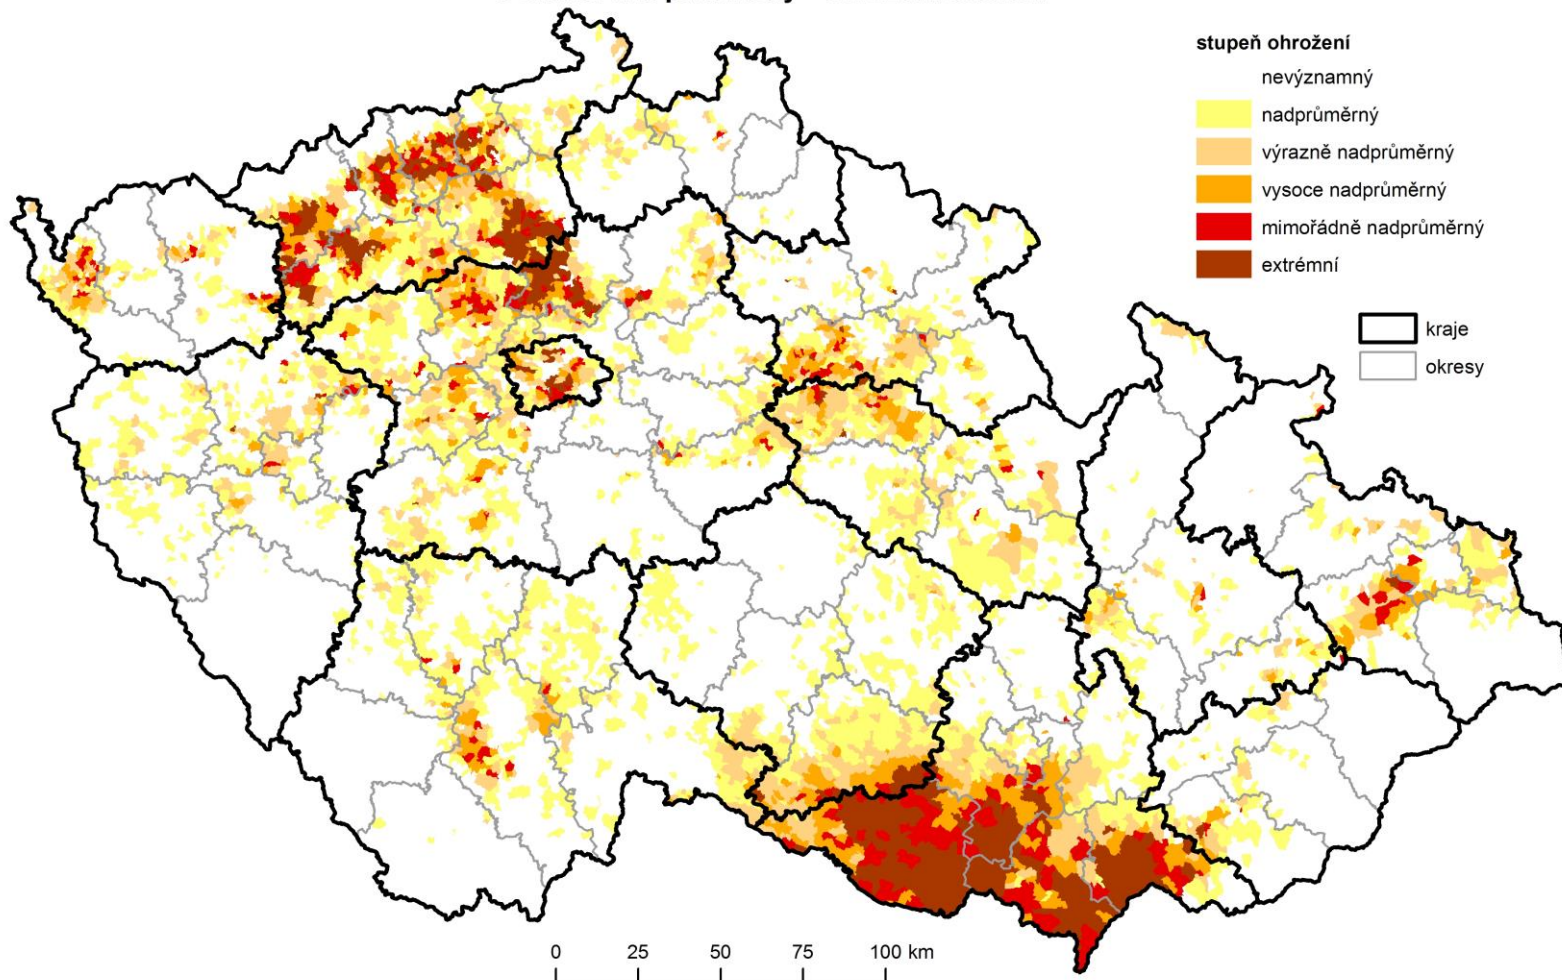 stupeň ohrožení
nevýznamný
nadprůměrný
výrazně nadprůměrný
vysoce nadprůměrný
mimořádně nadprůměrný
extrémní
kraje
okresy
0 25 50 75 100 km